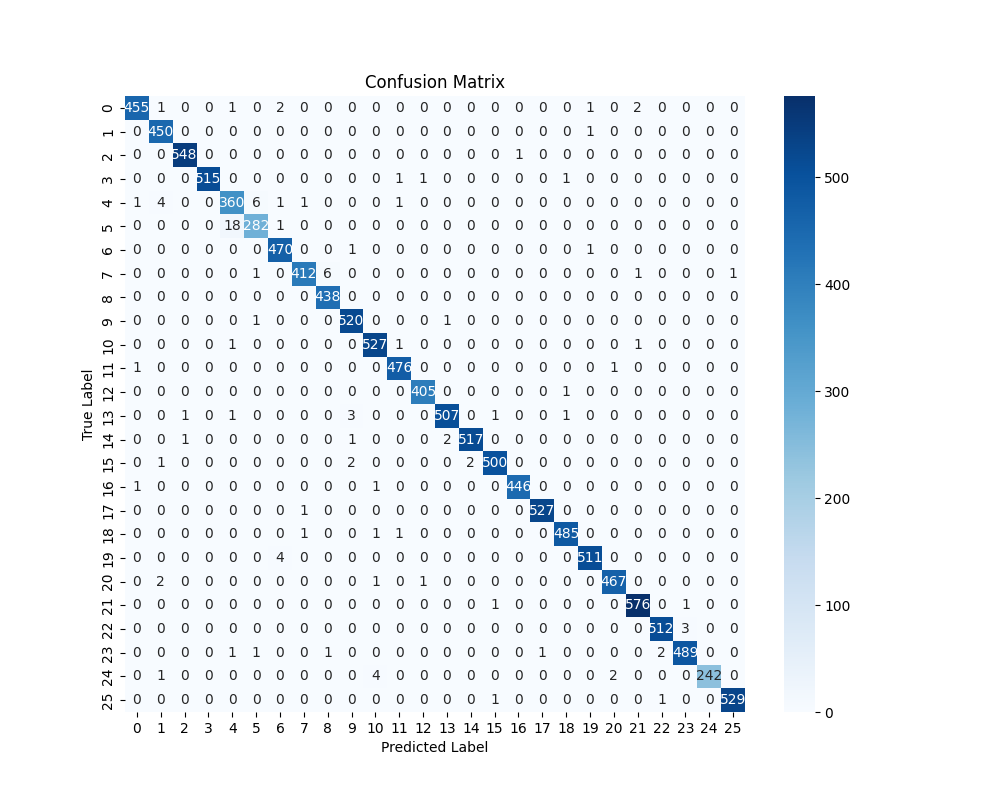 Confusion Matrix
0 455 1 0 0 1 0 2 0 0 0 0 0 0 0 0 0 0 0 0 1 0 2 0 0 0 0
1 0 450 0 0 0 0 0 0 0 0 0 0 0 0 0 0 0 0 0 1 0 0 0 0 0 0
2 0 0 548 0 0 0 0 0 0 0 0 0 0 0 0 0 1 0 0 0 0 0 0 0 0 0
3 0 0 0 515 0 0 0 0 0 0 0 1 1 0 0 0 0 0 1 0 0 0 0 0 0 0
4 1 4 0 0 360 6 1 1 0 0 0 1 0 0 0 0 0 0 0 0 0 0 0 0 0 0
5 0 0 0 0 18 282 1 0 0 0 0 0 0 0 0 0 0 0 0 0 0 0 0 0 0 0
6 0 0 0 0 0 0 470 0 0 1 0 0 0 0 0 0 0 0 0 1 0 0 0 0 0 0
7 0 0 0 0 0 1 0 412 6 0 0 0 0 0 0 0 0 0 0 0 0 1 0 0 0 1
8 0 0 0 0 0 0 0 0 438 0 0 0 0 0 0 0 0 0 0 0 0 0 0 0 0 0
9 0 0 0 0 0 1 0 0 0 520 0 0 0 1 0 0 0 0 0 0 0 0 0 0 0 0
10 0 0 0 0 1 0 0 0 0 0 527 1 0 0 0 0 0 0 0 0 0 1 0 0 0 0
11 1 0 0 0 0 0 0 0 0 0 0 476 0 0 0 0 0 0 0 0 1 0 0 0 0 0
12 0 0 0 0 0 0 0 0 0 0 0 0 405 0 0 0 0 0 1 0 0 0 0 0 0 0
13 0 0 1 0 1 0 0 0 0 3 0 0 0 507 0 1 0 0 1 0 0 0 0 0 0 0
14 0 0 1 0 0 0 0 0 0 1 0 0 0 2 517 0 0 0 0 0 0 0 0 0 0 0
15 0 1 0 0 0 0 0 0 0 2 0 0 0 0 2 500 0 0 0 0 0 0 0 0 0 0
16 1 0 0 0 0 0 0 0 0 0 1 0 0 0 0 0 446 0 0 0 0 0 0 0 0 0
17 0 0 0 0 0 0 0 1 0 0 0 0 0 0 0 0 0 527 0 0 0 0 0 0 0 0
18 0 0 0 0 0 0 0 1 0 0 1 1 0 0 0 0 0 0 485 0 0 0 0 0 0 0
19 0 0 0 0 0 0 4 0 0 0 0 0 0 0 0 0 0 0 0 511 0 0 0 0 0 0
20 0 2 0 0 0 0 0 0 0 0 1 0 1 0 0 0 0 0 0 0 467 0 0 0 0 0
21 0 0 0 0 0 0 0 0 0 0 0 0 0 0 0 1 0 0 0 0 0 576 0 1 0 0
22 0 0 0 0 0 0 0 0 0 0 0 0 0 0 0 0 0 0 0 0 0 0 512 3 0 0
23 0 0 0 0 1 1 0 0 1 0 0 0 0 0 0 0 0 1 0 0 0 0 2 489 0 0
24 0 1 0 0 0 0 0 0 0 0 4 0 0 0 0 0 0 0 0 0 2 0 0 0 242 0
25 0 0 0 0 0 0 0 0 0 0 0 0 0 0 0 1 0 0 0 0 0 0 1 0 0 529
0 1 2 3 4 5 6 7 8 9 10 11 12 13 14 15 16 17 18 19 20 21 22 23 24 25
Predicted Label
True Label
500
400
300
200
100
0